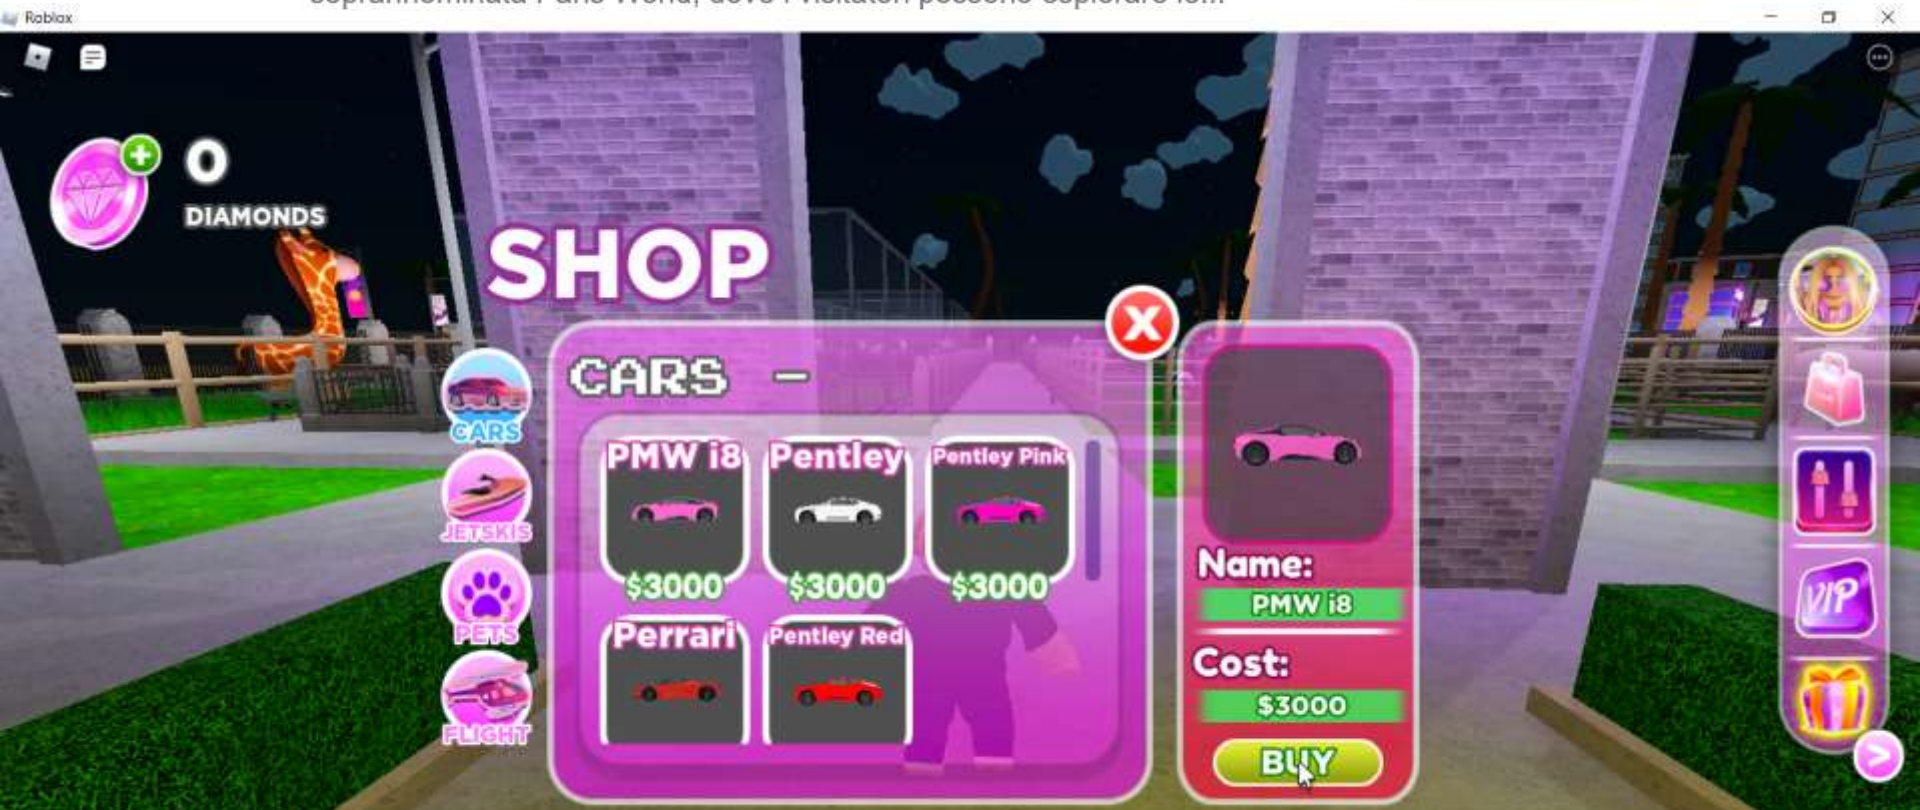 Roblox
0
DIAMONDS
SHOP
CARS -
CARS
JETSKIS
PETS
FLIGHT
PMW i8
Pentley
Pentley Pink
$3000
$3000
$3000
Perrari
Pentley Red
Name:
PMW i8
Cost:
$3000
BUY
VIP